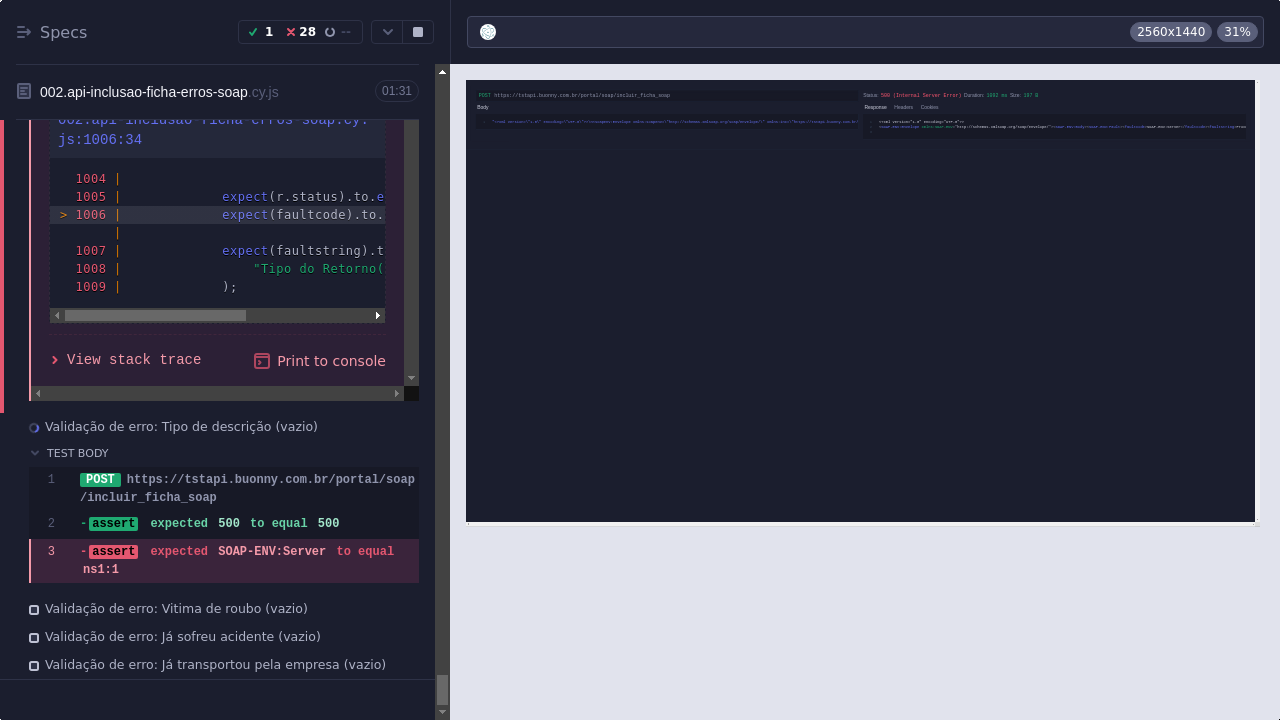 Specs
1
28
--
2560x1440
31%
002.api-inclusao-ficha-erros-soap.cy.js
01:31
002.api-inclusao-ficha-erros-soap.cy.
js:1006:34
1004 |
1005 | expect(r.status).to.e
> 1006 | expect(faultcode).to.
|
1007 | expect(faultstring).t
1008 | "Tipo do Retorno(
1009 | );
View stack trace
Print to console
Validação de erro: Tipo de descrição (vazio)
TEST BODY
1 POST https://tstapi.buonny.com.br/portal/soap
/incluir_ficha_soap
2 -assert expected 500 to equal 500
3 -assert expected SOAP-ENV:Server to equal
ns1:1
Validação de erro: Vítima de roubo (vazio)
Validação de erro: Já sofreu acidente (vazio)
Validação de erro: Já transportou pela empresa (vazio)
POST https://tstapi.buonny.com.br/portal/soap/incluir_ficha_soap
Body
Status: 500 (Internal Server Error) Duration:
Response Headers Cookies